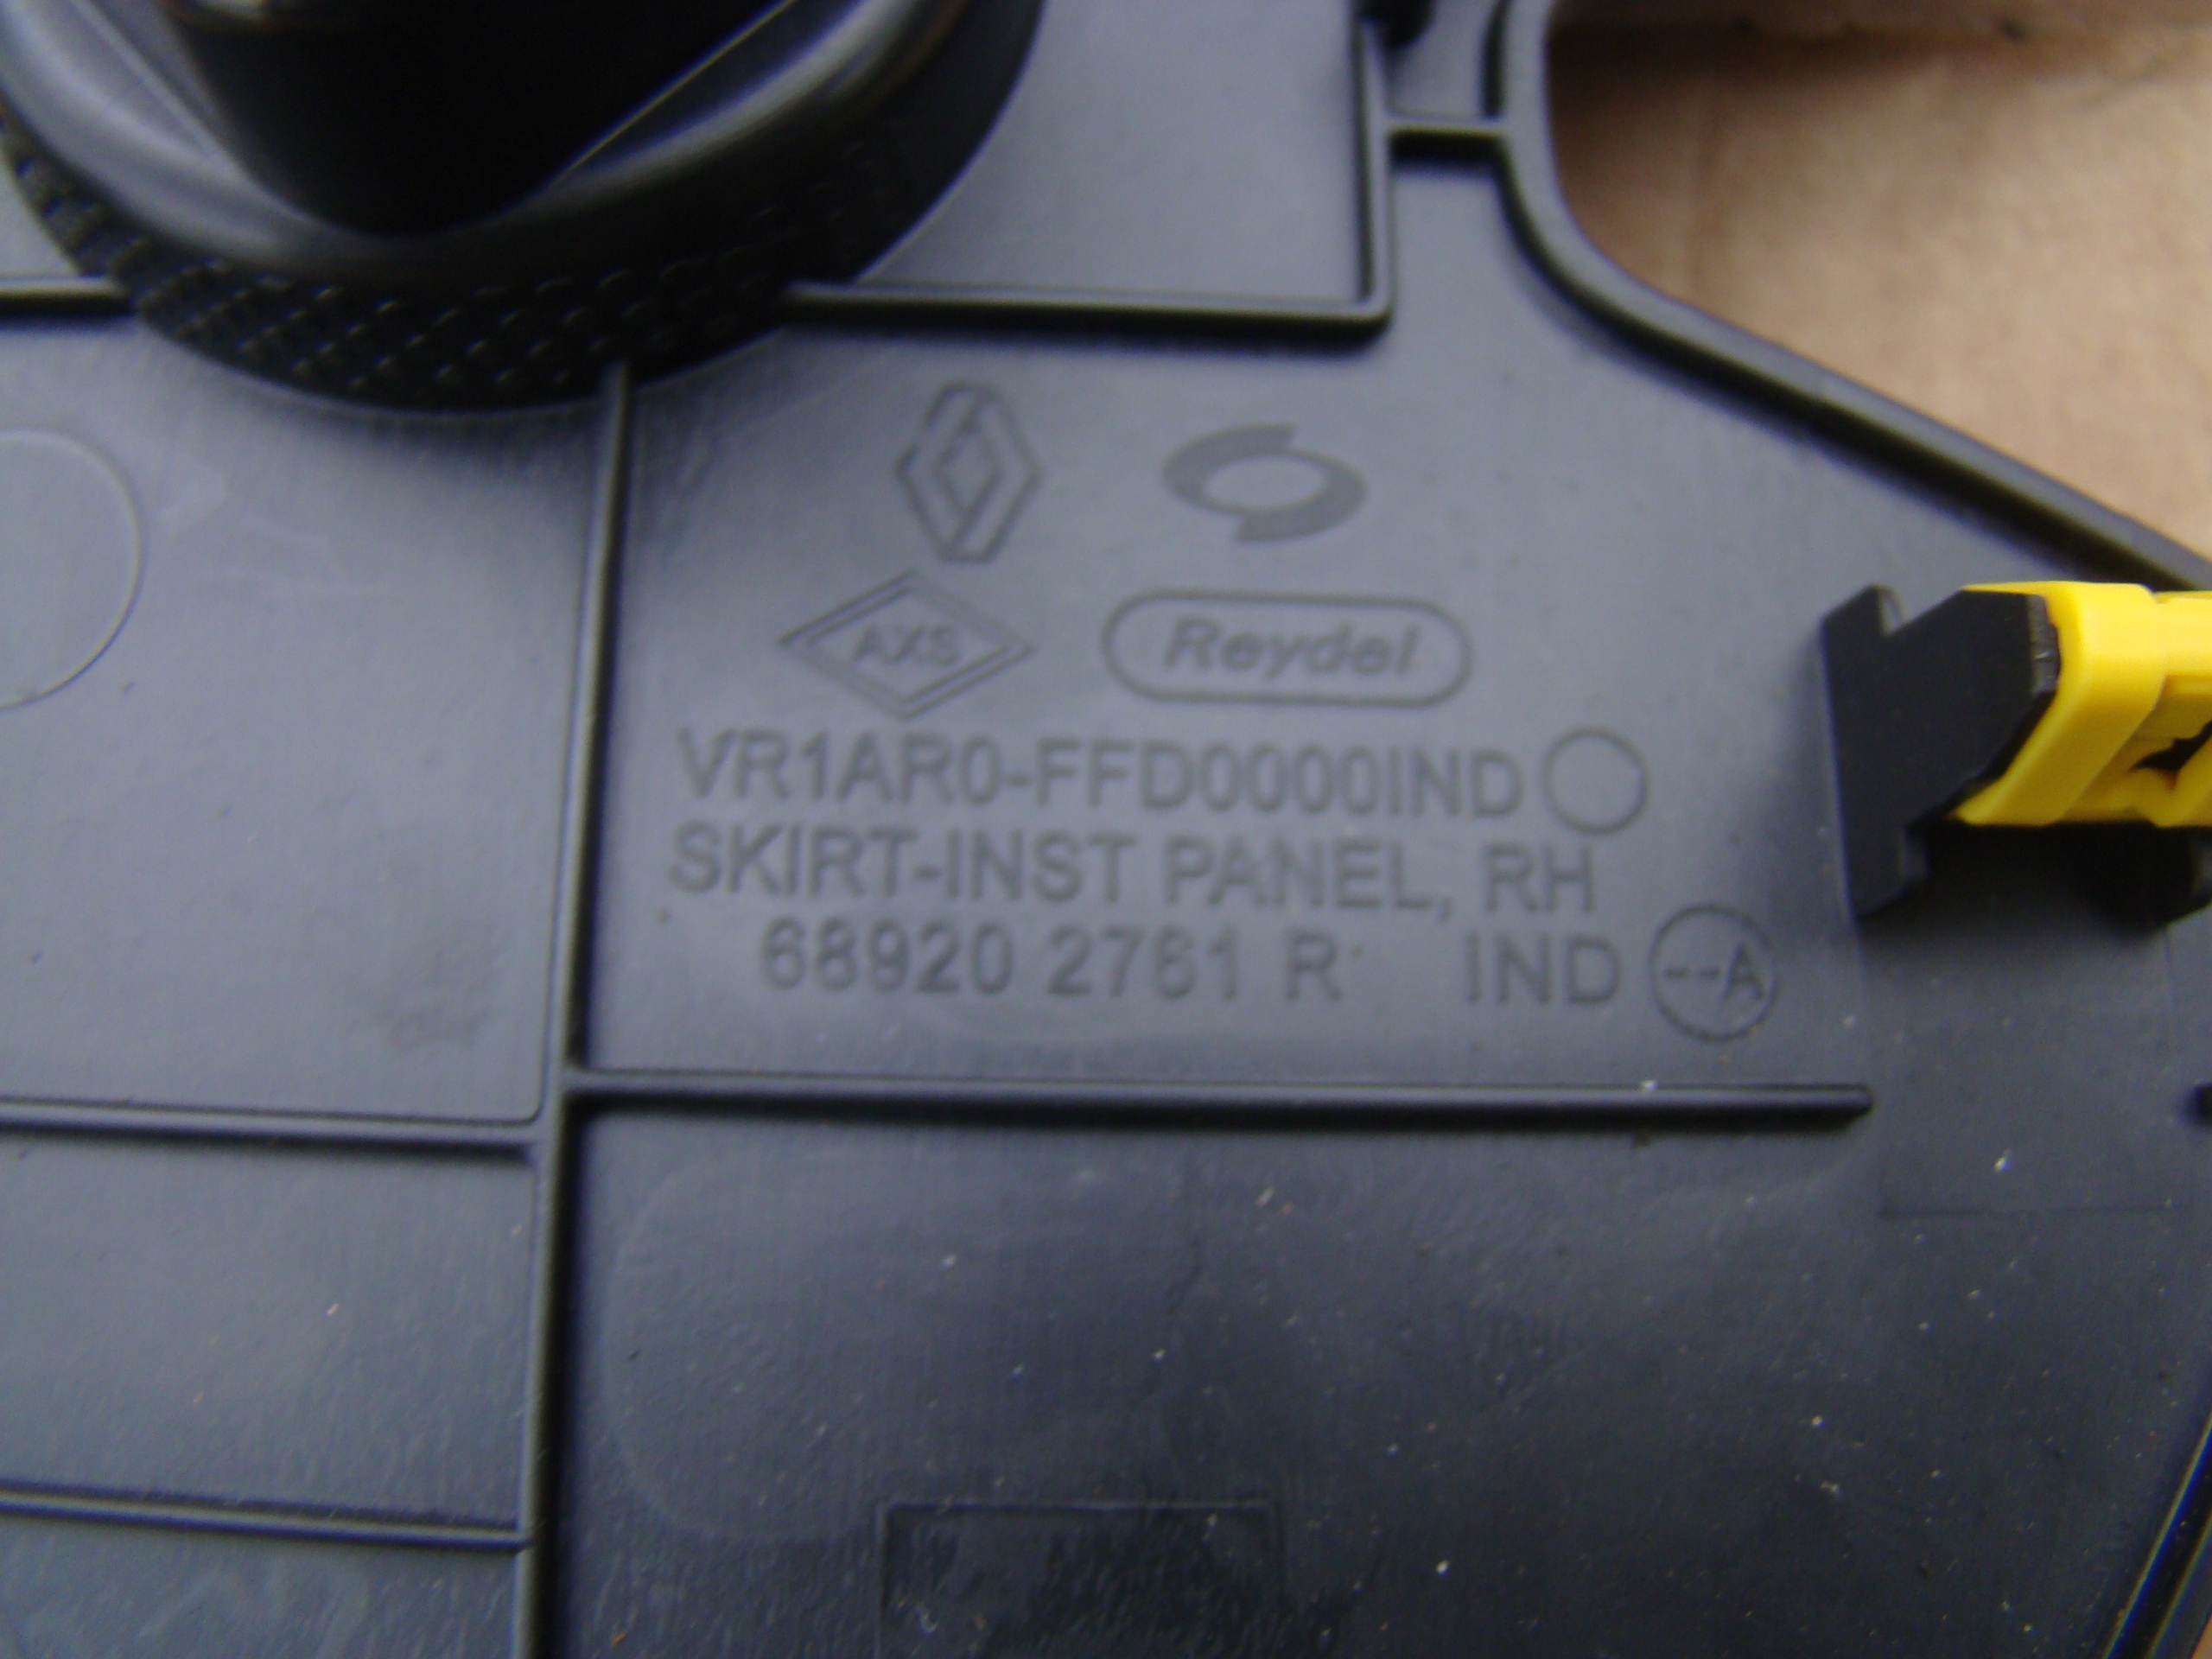 AXS Reydel
VR1AR0-FFD0000IND
SKIRT-INST PANEL, RH
68920 2761 R IND --A